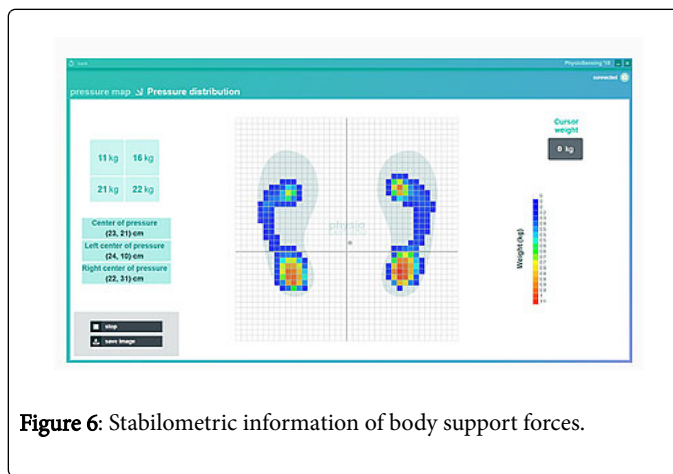 PhysioSensing '18
connected
pressure map Pressure distribution
Cursor
weight
0 kg
11 kg 16 kg
21 kg 22 kg
Center of pressure
(23, 21) cm
Left center of pressure
(24, 10) cm
Right center of pressure
(22, 31) cm
physio
Weight (kg)
stop
save image
Figure 6: Stabilometric information of body support forces.